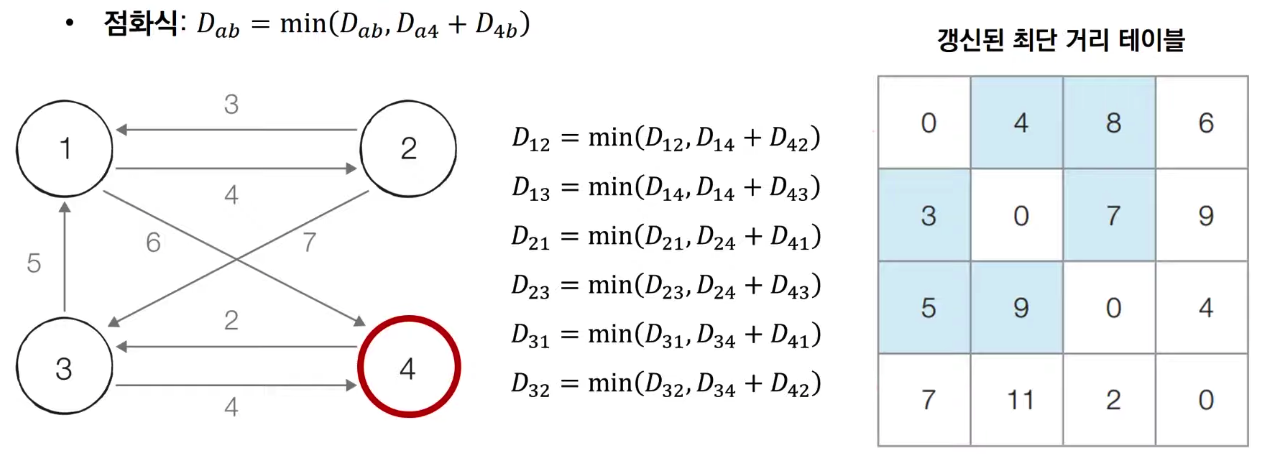 • 점화식: D_ab = min(D_ab, D_a4 + D_4b)
갱신된 최단 거리 테이블
3
1 2
4
6 7
5
2
3 4
4
D_12 = min(D_12, D_14 + D_42)
D_13 = min(D_14, D_14 + D_43)
D_21 = min(D_21, D_24 + D_41)
D_23 = min(D_23, D_24 + D_43)
D_31 = min(D_31, D_34 + D_41)
D_32 = min(D_32, D_34 + D_42)
0 4 8 6
3 0 7 9
5 9 0 4
7 11 2 0